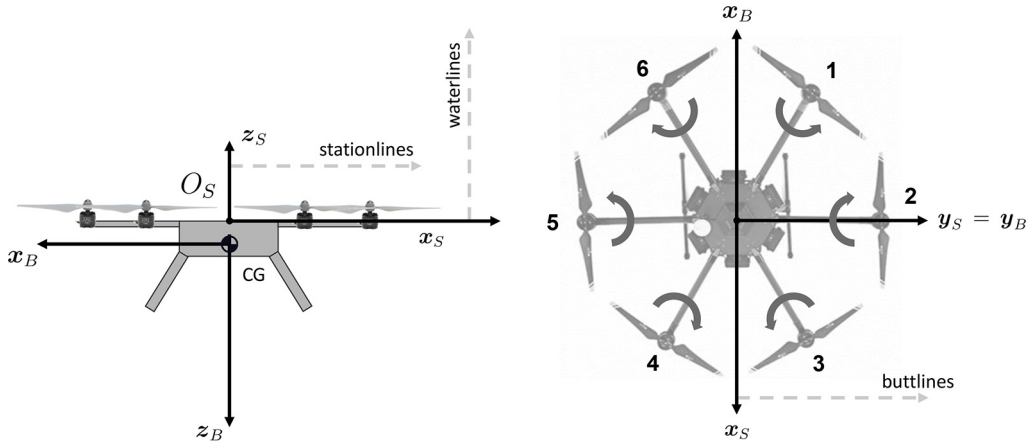 z_S
waterlines
stationlines
O_S
x_S
x_B
CG
z_B
x_B
6
1
5
2
y_S = y_B
4
3
buttlines
x_S